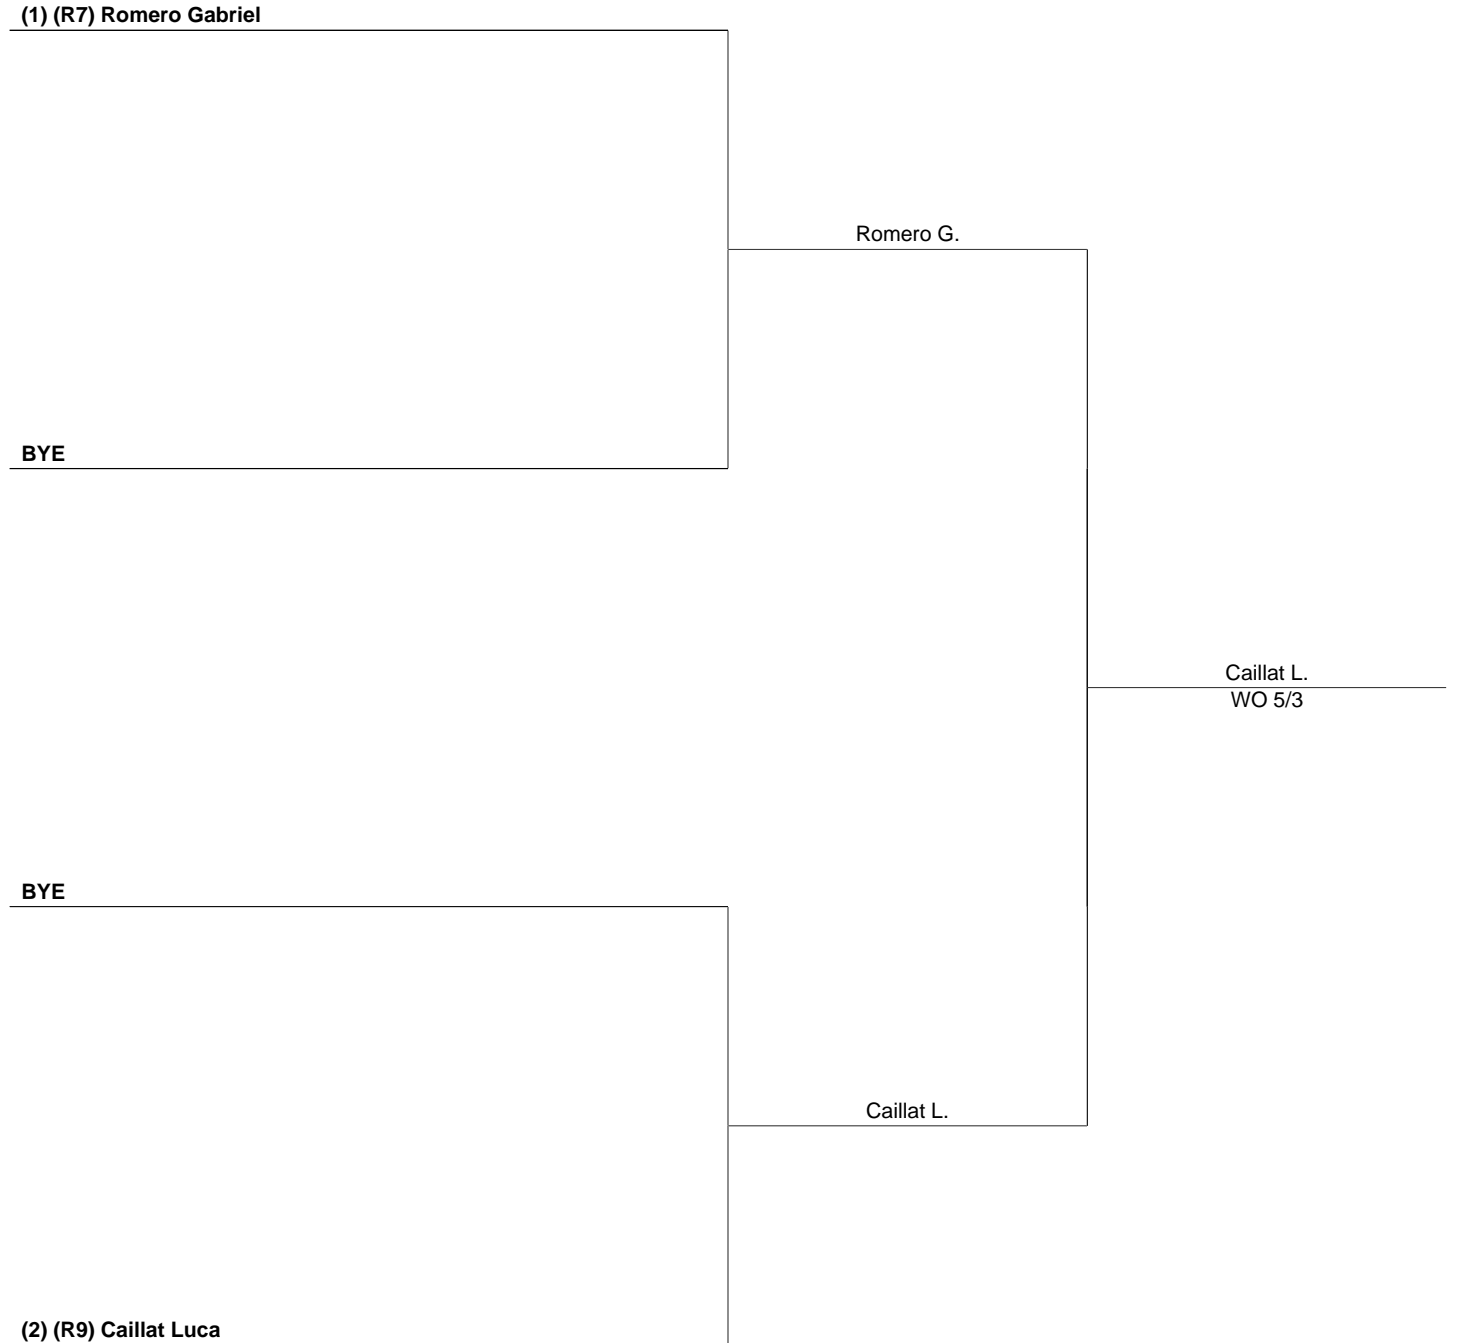 (1) (R7) Romero Gabriel
Romero G.
BYE
Caillat L.
WO 5/3
BYE
Caillat L.
(2) (R9) Caillat Luca